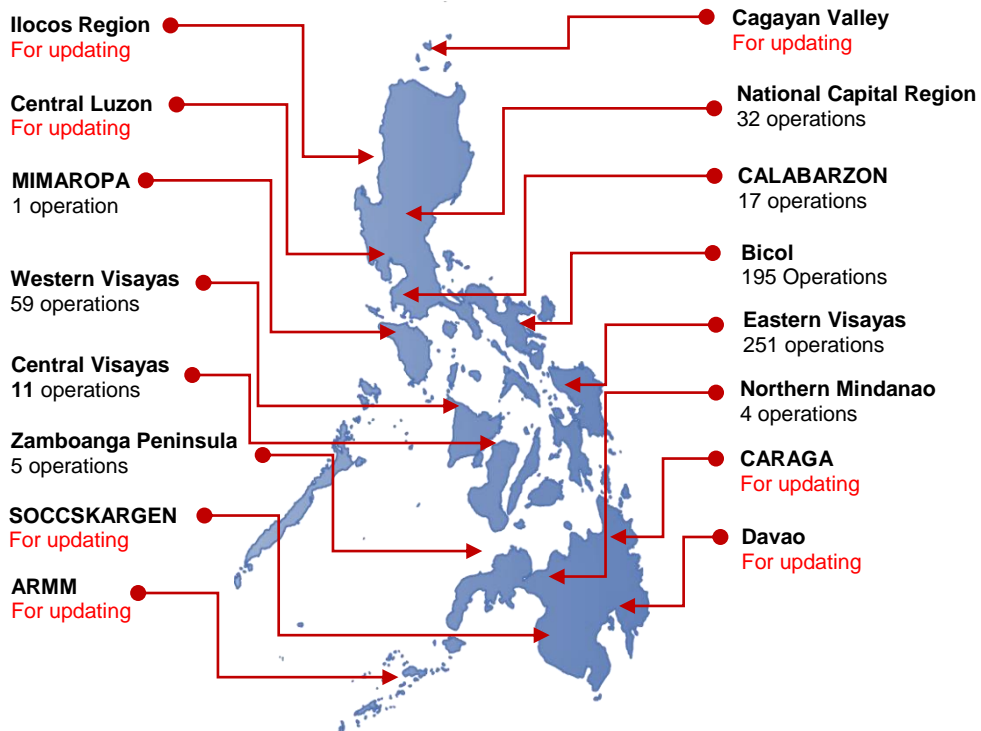 Ilocos Region
For updating
Central Luzon
For updating
MIMAROPA
1 operation
Western Visayas
59 operations
Central Visayas
11 operations
Zamboanga Peninsula
5 operations
SOCCSKARGEN
For updating
ARMM
For updating
Cagayan Valley
For updating
National Capital Region
32 operations
CALABARZON
17 operations
Bicol
195 Operations
Eastern Visayas
251 operations
Northern Mindanao
4 operations
CARAGA
For updating
Davao
For updating